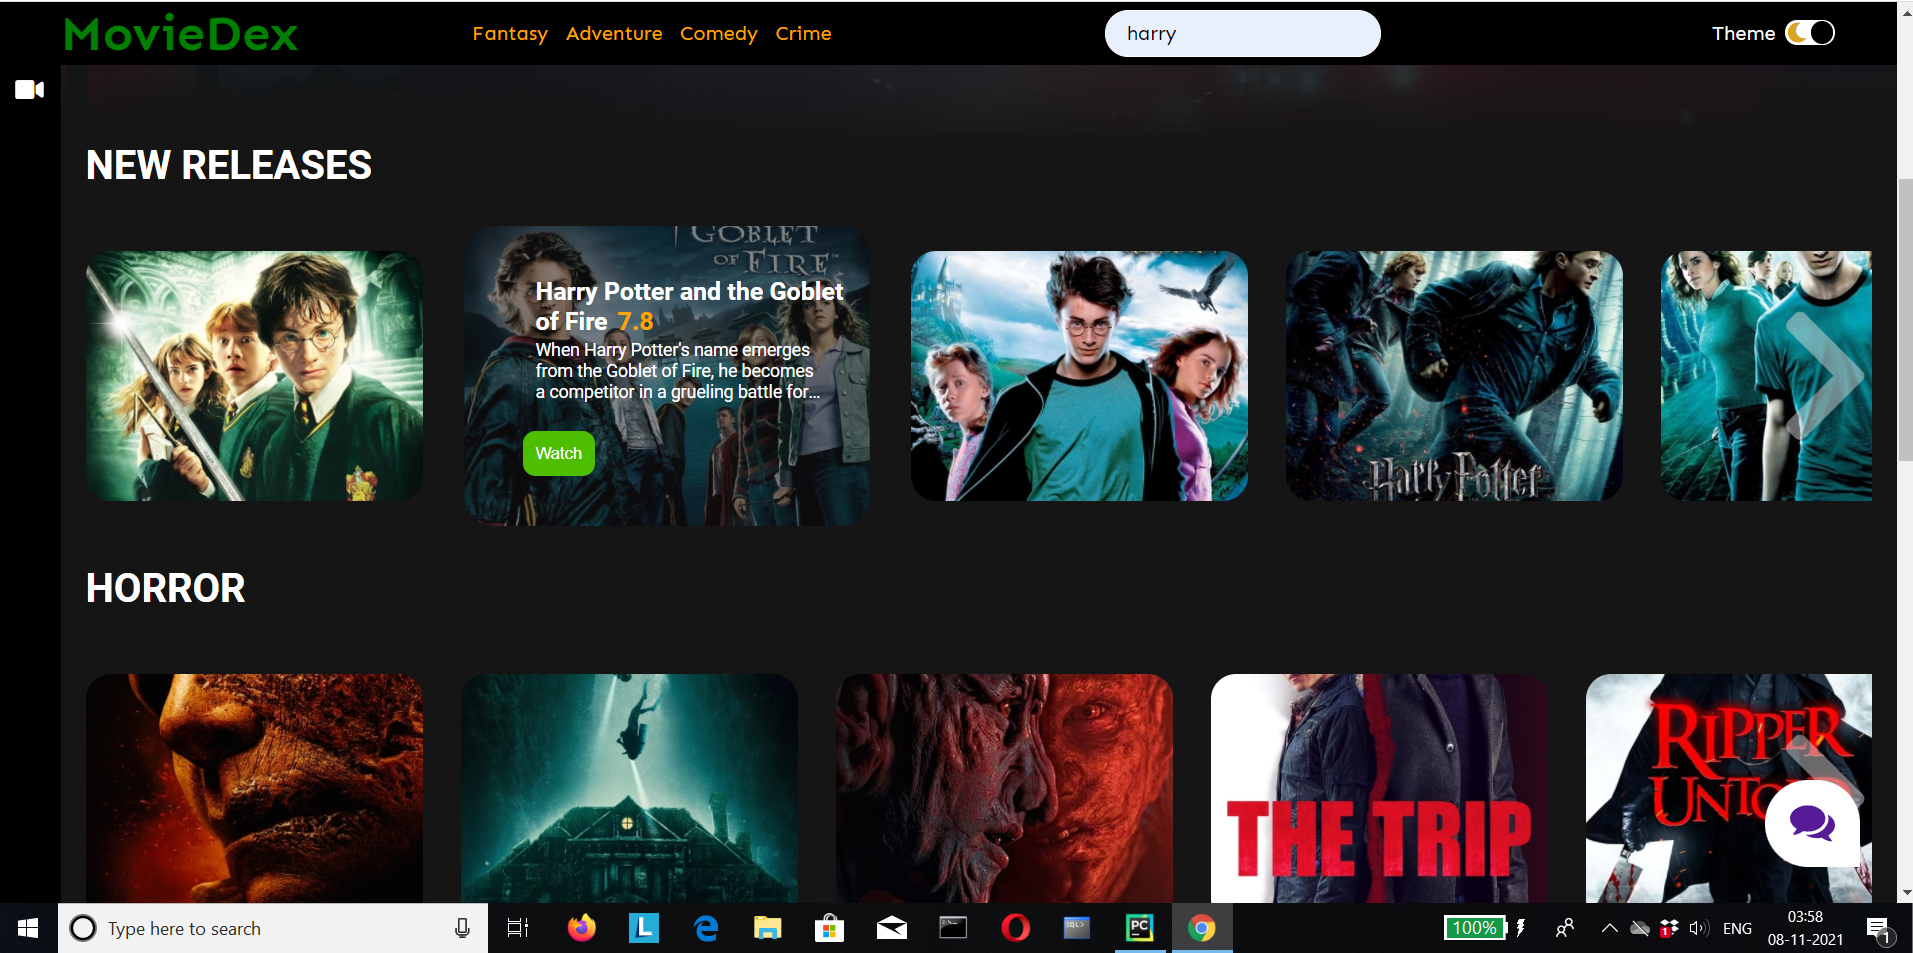 MovieDex
Fantasy Adventure Comedy Crime
harry
Theme
NEW RELEASES
GOBLET
OF FIRE
Harry Potter and the Goblet
of Fire 7.8
When Harry Potter's name emerges
from the Goblet of Fire, he becomes
a competitor in a grueling battle for...
Watch
Harry Potter
HORROR
THE TRIP
RIPPER
Type here to search
L
SQL>
PC
100%
1
ENG
03:58
08-11-2021
1